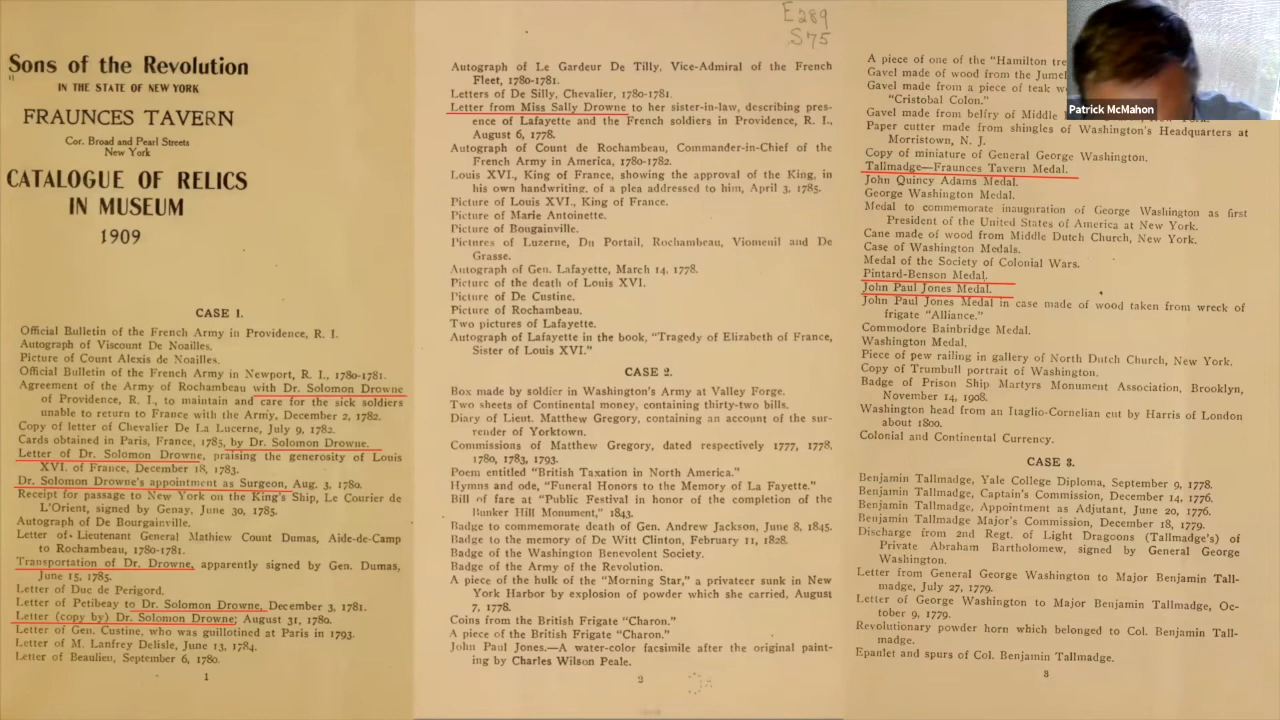 Sons of the Revolution
IN THE STATE OF NEW YORK
FRAUNCES TAVERN
Cor. Broad and Pearl Streets
New York
CATALOGUE OF RELICS
IN MUSEUM
1909
CASE 1.
Official Bulletin of the French Army in Providence, R. I.
Autograph of Viscount De Noailles.
Picture of Count Alexis de Noailles.
Official Bulletin of the French Army in Newport, R. I., 1780-1781.
Agreement of the Army of Rochambeau with Dr. Solomon Drowne
of Providence, R. I., to maintain and care for the sick soldiers
unable to return to France with the Army, December 2, 1782.
Copy of letter of Chevalier De La Lucerne, July 9, 1782.
Cards obtained in Paris, France, 1785, by Dr. Solomon Drowne.
Letter of Dr. Solomon Drowne, praising the generosity of Louis
XVI. of France, December 18, 1783.
Dr. Solomon Drowne's appointment as Surgeon, Aug. 3, 1780.
Receipt for passage to New York on the King's Ship, Le Courier de
L'Orient, signed by Genay, June 30, 1785.
Autograph of De Bourgainville.
Letter of Lieutenant General Mathiew Count Dumas, Aide-de-Camp
to Rochambeau, 1780-1781.
Transportation of Dr. Drowne, apparently signed by Gen. Dumas,
June 15, 1785.
Letter of Duc de Perigord.
Letter of Petibeay to Dr. Solomon Drowne, December 3, 1781.
Letter (copy by) Dr. Solomon Drowne; August 31, 1780.
Letter of Gen. Custine, who was guillotined at Paris in 1793.
Letter of M. Lanfrey Delisle, June 13, 1784.
Letter of Beaulieu, September 6, 1780.
1
E289
S75
Autograph of Le Gardeur De Tilly, Vice-Admiral of the French
Fleet, 1780-1781.
Letters of De Silly, Chevalier, 1780-1781.
Letter from Miss Sally Drowne to her sister-in-law, describing pres-
ence of Lafayette and the French soldiers in Providence, R. I.,
August 6, 1778.
Autograph of Count de Rochambeau, Commander-in-Chief of the
French Army in America, 1780-1782.
Louis XVI., King of France, showing the approval of the King, in
his own handwriting, of a plea addressed to him, April 3, 1785.
Picture of Louis XVI., King of France.
Picture of Marie Antoinette.
Picture of Bougainville.
Pictures of Luzerne, Du Portail, Rochambeau, Viomenil and De
Grasse.
Autograph of Gen. Lafayette, March 14, 1778.
Picture of the death of Louis XVI.
Picture of De Custine.
Picture of Rochambeau.
Two pictures of Lafayette.
Autograph of Lafayette in the book, "Tragedy of Elizabeth of France,
Sister of Louis XVI."
CASE 2.
Box made by soldier in Washington's Army at Valley Forge.
Two sheets of Continental money, containing thirty-two bills.
Diary of Lieut. Matthew Gregory, containing an account of the sur-
render of Yorktown.
Commissions of Matthew Gregory, dated respectively 1777, 1778,
1780, 1783, 1793.
Poem entitled "British Taxation in North America."
Hymns and ode, "Funeral Honors to the Memory of La Fayette."
Bill of fare at "Public Festival in honor of the completion of the
Bunker Hill Monument," 1843.
Badge to commemorate death of Gen. Andrew Jackson, June 8, 1845.
Badge to the memory of De Witt Clinton, February 11, 1828.
Badge of the Washington Benevolent Society.
Badge of the Army of the Revolution.
A piece of the hulk of the "Morning Star," a privateer sunk in New
York Harbor by explosion of powder which she carried, August
7, 1778.
Coins from the British Frigate "Charon."
A piece of the British Frigate "Charon."
John Paul Jones.—A water-color facsimile after the original paint-
ing by Charles Wilson Peale.
2
A piece of one of the "Hamilton
Gavel made of wood from the
Gavel made from a piece of teak
"Cristobal Colon."
Gavel made from belfry of Middle
Paper cutter made from shingles of Washington's Headquarters at
Morristown, N. J.
Copy of miniature of General George Washington.
Tallmadge—Fraunces Tavern Medal.
John Quincy Adams Medal.
George Washington Medal.
Medal to commemorate inauguration of George Washington as first
President of the United States of America at New York.
Cane made of wood from Middle Dutch Church, New York.
Case of Washington Medals.
Medal of the Society of Colonial Wars.
Pintard-Benson Medal.
John Paul Jones Medal.
John Paul Jones Medal in case made of wood taken from wreck of
frigate "Alliance."
Commodore Bainbridge Medal.
Washington Medal.
Piece of pew railing in gallery of North Dutch Church, New York.
Copy of Trumbull portrait of Washington.
Badge of Prison Ship Martyrs Monument Association, Brooklyn,
November 14, 1908.
Washington head from an Itaglio-Cornelian cut by Harris of London
about 1800.
Colonial and Continental Currency.
CASE 3.
Benjamin Tallmadge, Yale College Diploma, September 9, 1778.
Benjamin Tallmadge, Captain's Commission, December 14, 1776.
Benjamin Tallmadge, Appointment as Adjutant, June 20, 1776.
Benjamin Tallmadge Major's Commission, December 18, 1779.
Discharge from 2nd Regt. of Light Dragoons (Tallmadge's) of
Private Abraham Bartholomew, signed by General George
Washington.
Letter from General George Washington to Major Benjamin Tall-
madge, July 27, 1779.
Letter of George Washington to Major Benjamin Tallmadge, Oc-
tober 9, 1779.
Revolutionary powder horn which belonged to Col. Benjamin Tall-
madge.
Epaulet and spurs of Col. Benjamin Tallmadge.
3
Patrick McMahon